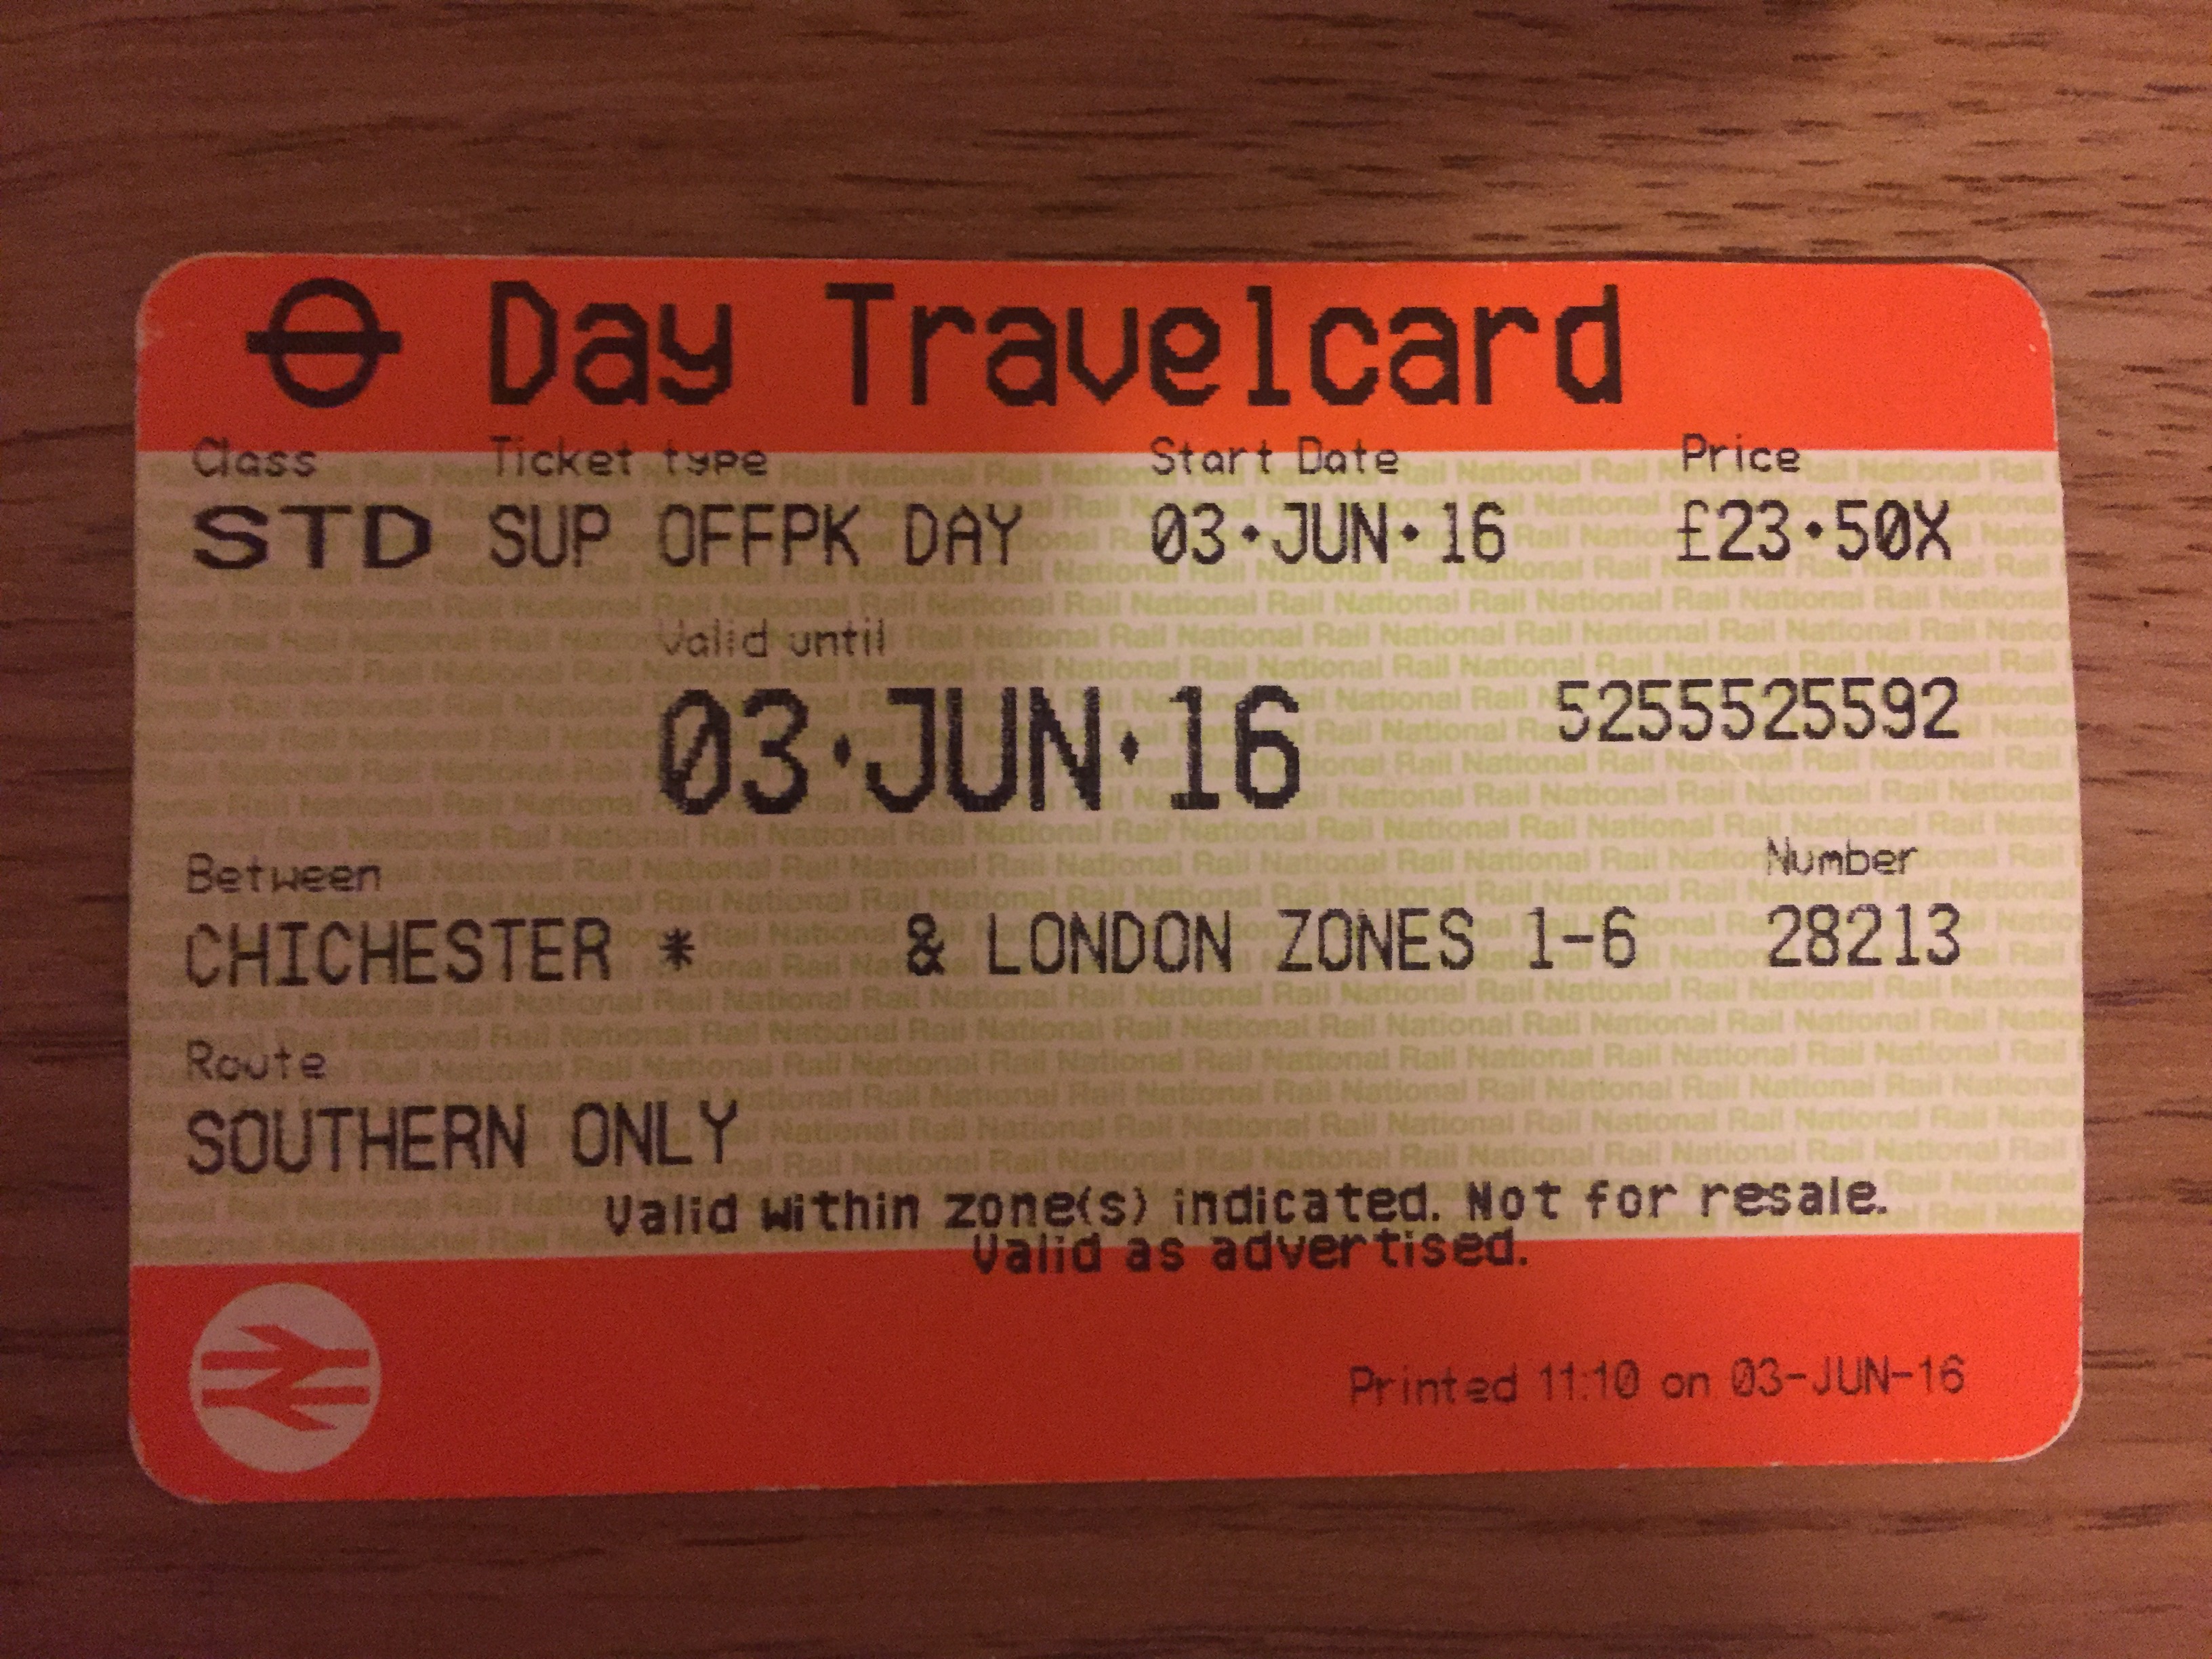 Day Travelcard
Class Ticket type Start Date Price
STD SUP OFFPK DAY 03·JUN·16 £23·50X
Valid until
03·JUN·16 5255525592
Between Number
CHICHESTER * & LONDON ZONES 1-6 28213
Route
SOUTHERN ONLY
Valid within zone(s) indicated. Not for resale.
Valid as advertised.
Printed 11:10 on 03-JUN-16